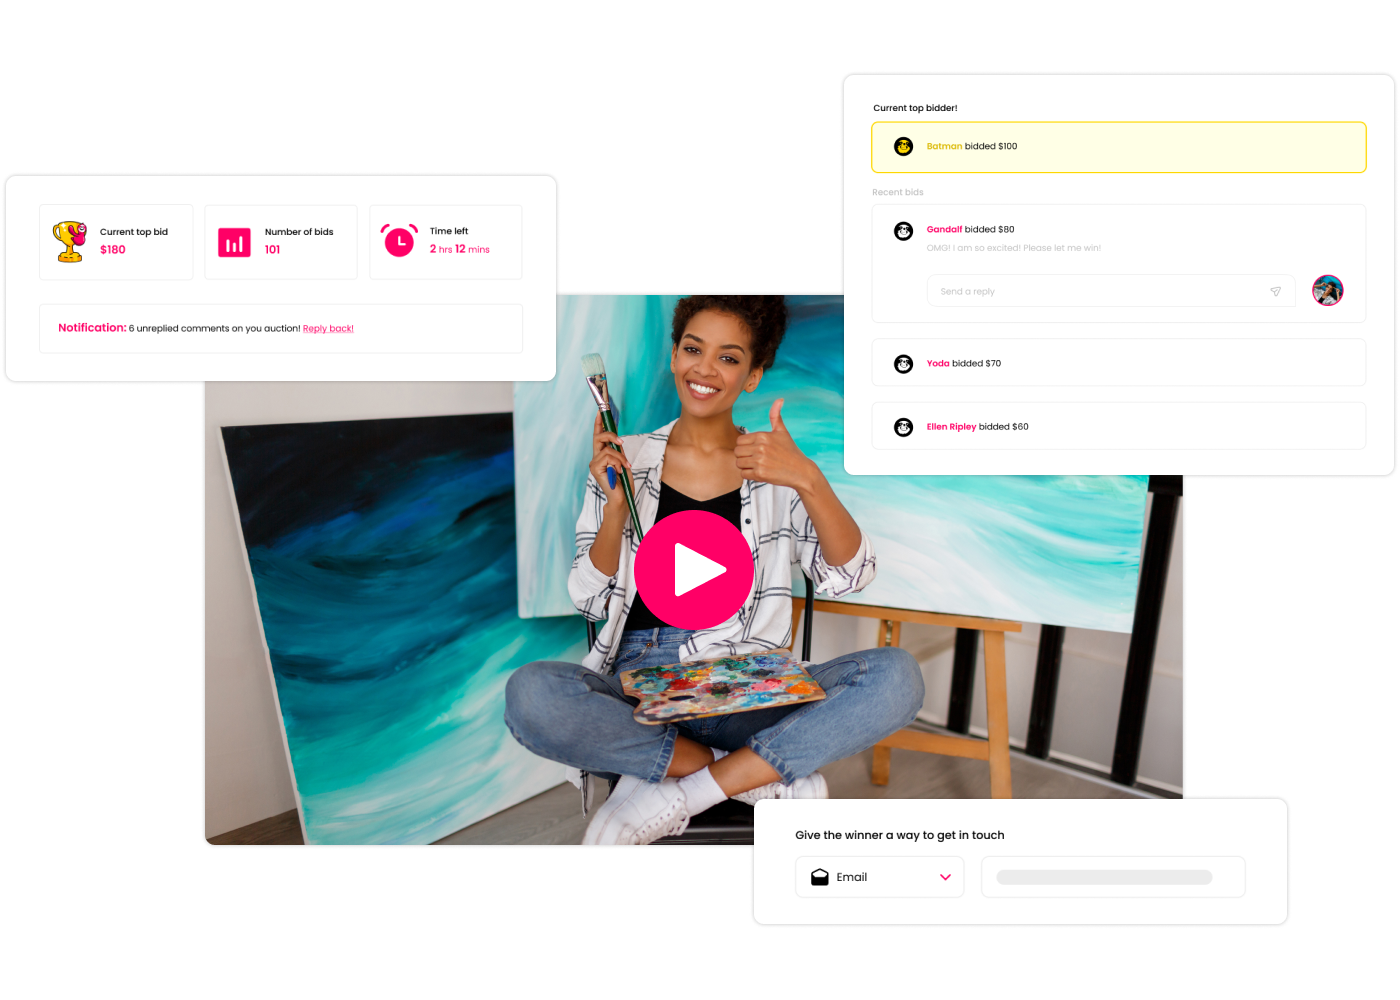 Current top bidder!
Batman bidded $100
Recent bids
Gandalf bidded $80
OMG! I am so excited! Please let me win!
Send a reply
Yoda bidded $70
Ellen Ripley bidded $60
Current top bid
$180
Number of bids
101
Time left
2 hrs 12 mins
Notification: 6 unreplied comments on you auction! Reply back!
Give the winner a way to get in touch
Email